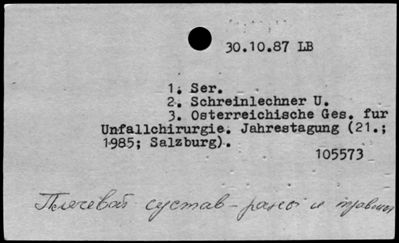 30.10.87 LB
1. Ser.
2. Schreinlechner U.
3. Osterreichische Ges. fur
Unfallchirurgie. Jahrestagung (21.;
1985; Salzburg).
105573
Плечевой сустав - раны и травмы